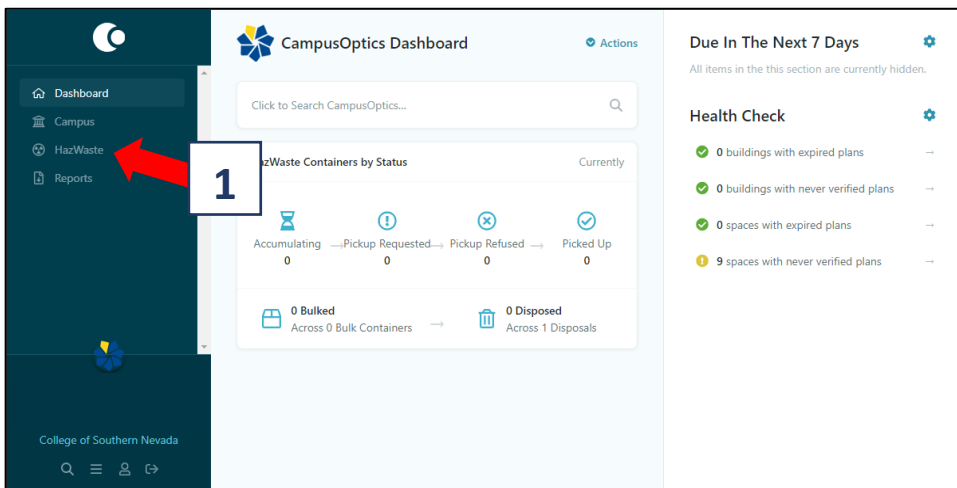 Dashboard
Campus
HazWaste
Reports
College of Southern Nevada
1
CampusOptics Dashboard
Actions
Click to Search CampusOptics...
zWaste Containers by Status
Currently
Accumulating
Pickup Requested
Pickup Refused
Picked Up
0
0
0
0
0 Bulked
Across 0 Bulk Containers
0 Disposed
Across 1 Disposals
Due In The Next 7 Days
All items in the this section are currently hidden.
Health Check
0 buildings with expired plans
0 buildings with never verified plans
0 spaces with expired plans
9 spaces with never verified plans